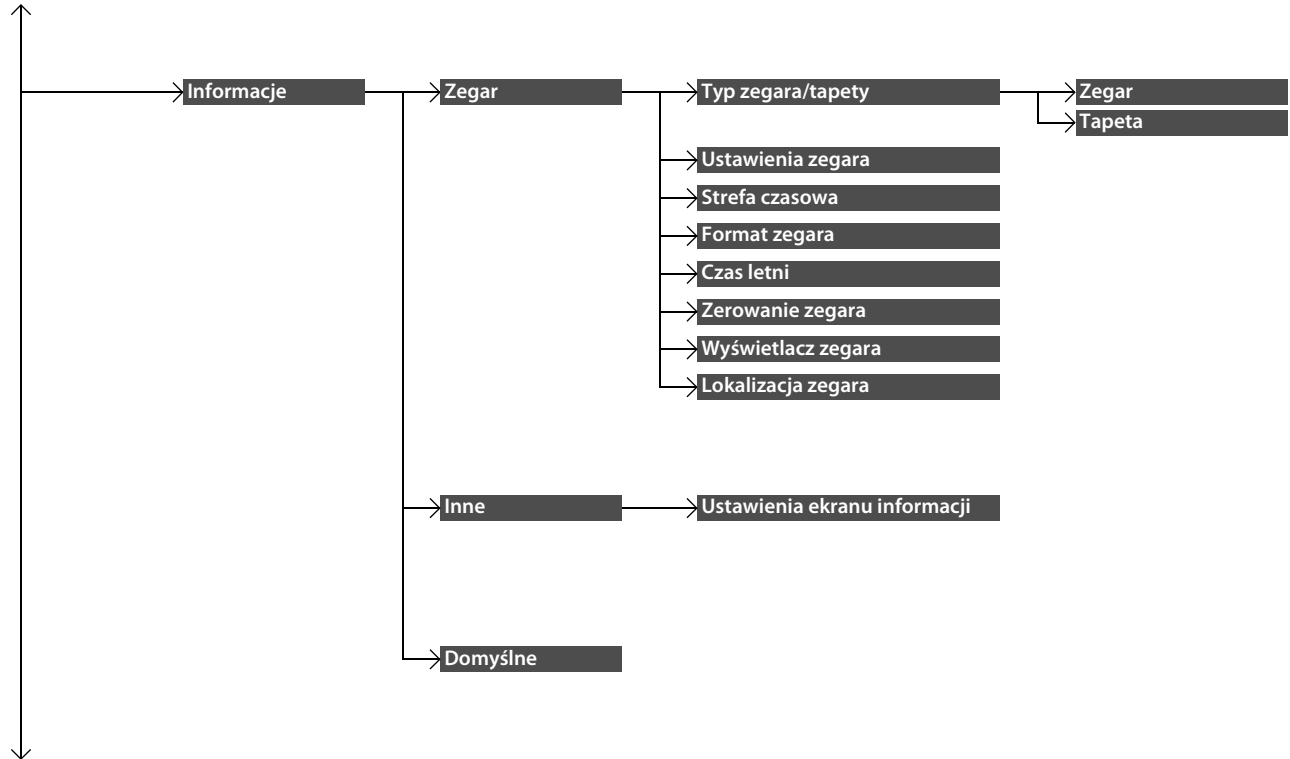 Informacje
Zegar
Typ zegara/tapety
Zegar
Tapeta
Ustawienia zegara
Strefa czasowa
Format zegara
Czas letni
Zerowanie zegara
Wyświetlacz zegara
Lokalizacja zegara
Inne
Ustawienia ekranu informacji
Domyślne